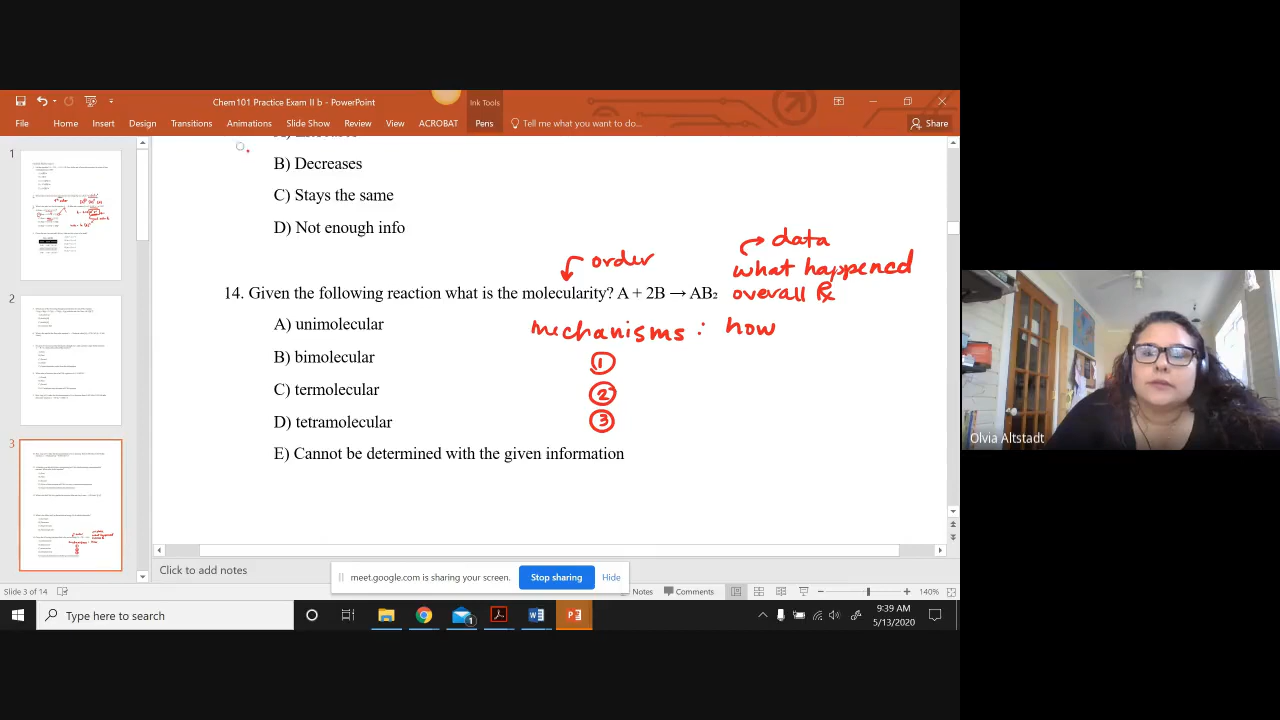 Chem101 Practice Exam II b - PowerPoint
Ink Tools
File
Home
Insert
Design
Transitions
Animations
Slide Show
Review
View
ACROBAT
Pens
Tell me what you want to do...
Share
B) Decreases
C) Stays the same
D) Not enough info
order
data
what happened
overall Rx
14. Given the following reaction what is the molecularity? A + 2B → AB₂
mechanisms : how
A) unimolecular
①
B) bimolecular
②
C) termolecular
③
D) tetramolecular
E) Cannot be determined with the given information
1
2
3
Click to add notes
meet.google.com is sharing your screen.
Stop sharing
Hide
Slide 3 of 14
Notes
Comments
140%
Type here to search
1
9:39 AM
5/13/2020
Olvia Altstadt